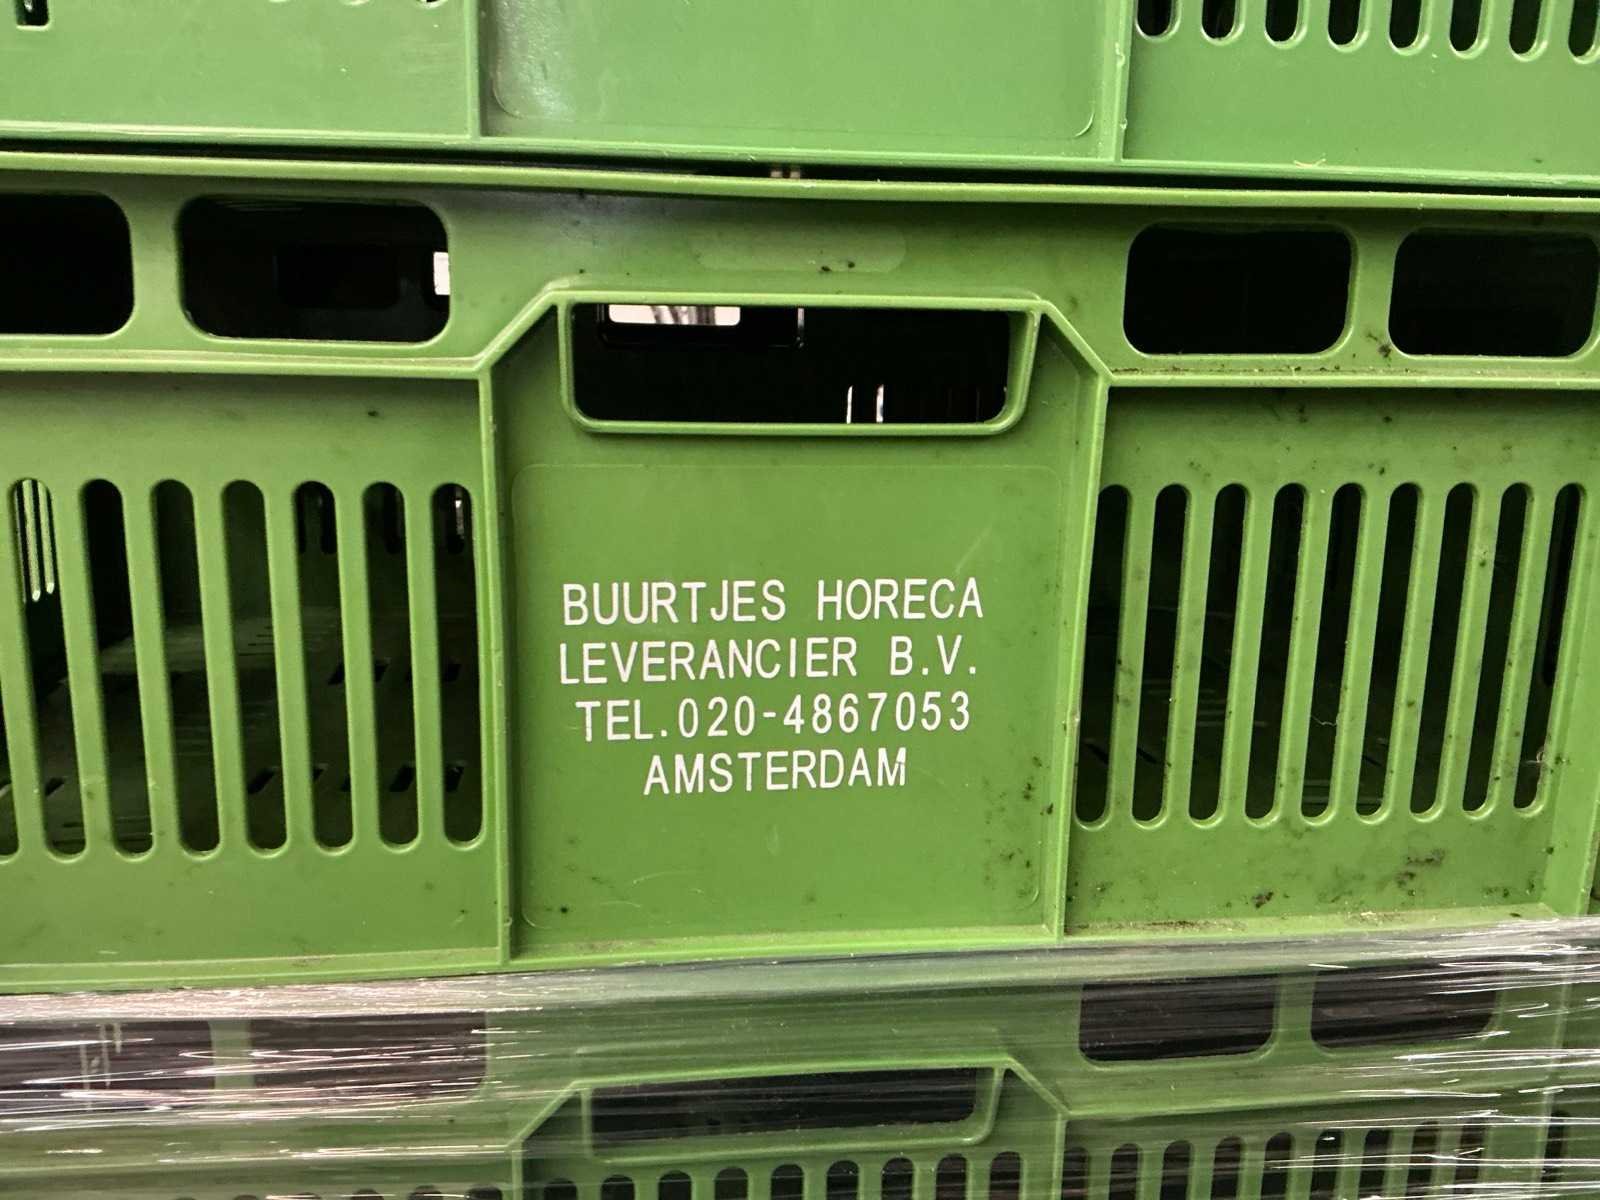 BUURTJES HORECA
LEVERANCIER B.V.
TEL.020-4867053
AMSTERDAM